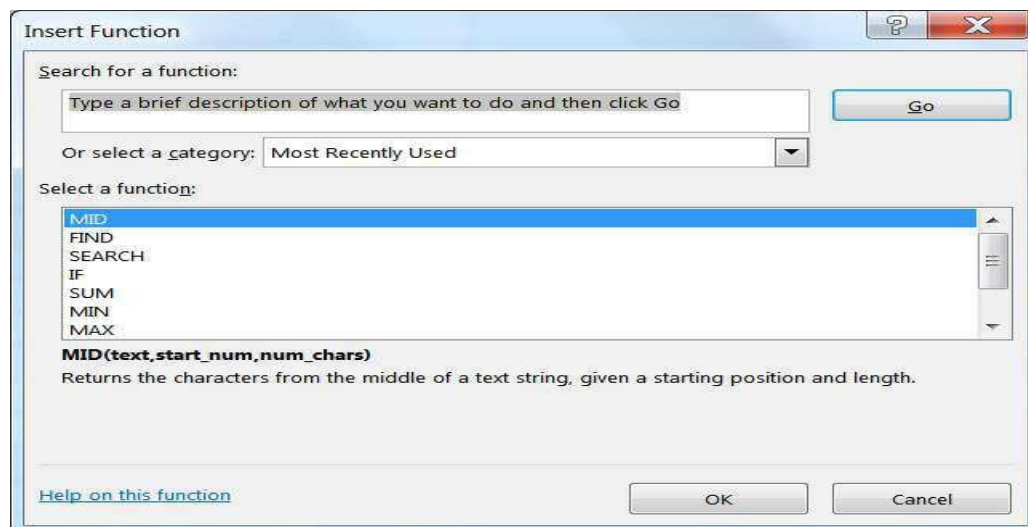 Insert Function
Search for a function:
Type a brief description of what you want to do and then click Go
Go
Or select a category: Most Recently Used
Select a function:
MID
FIND
SEARCH
IF
SUM
MIN
MAX
MID(text,start_num,num_chars)
Returns the characters from the middle of a text string, given a starting position and length.
Help on this function
OK
Cancel